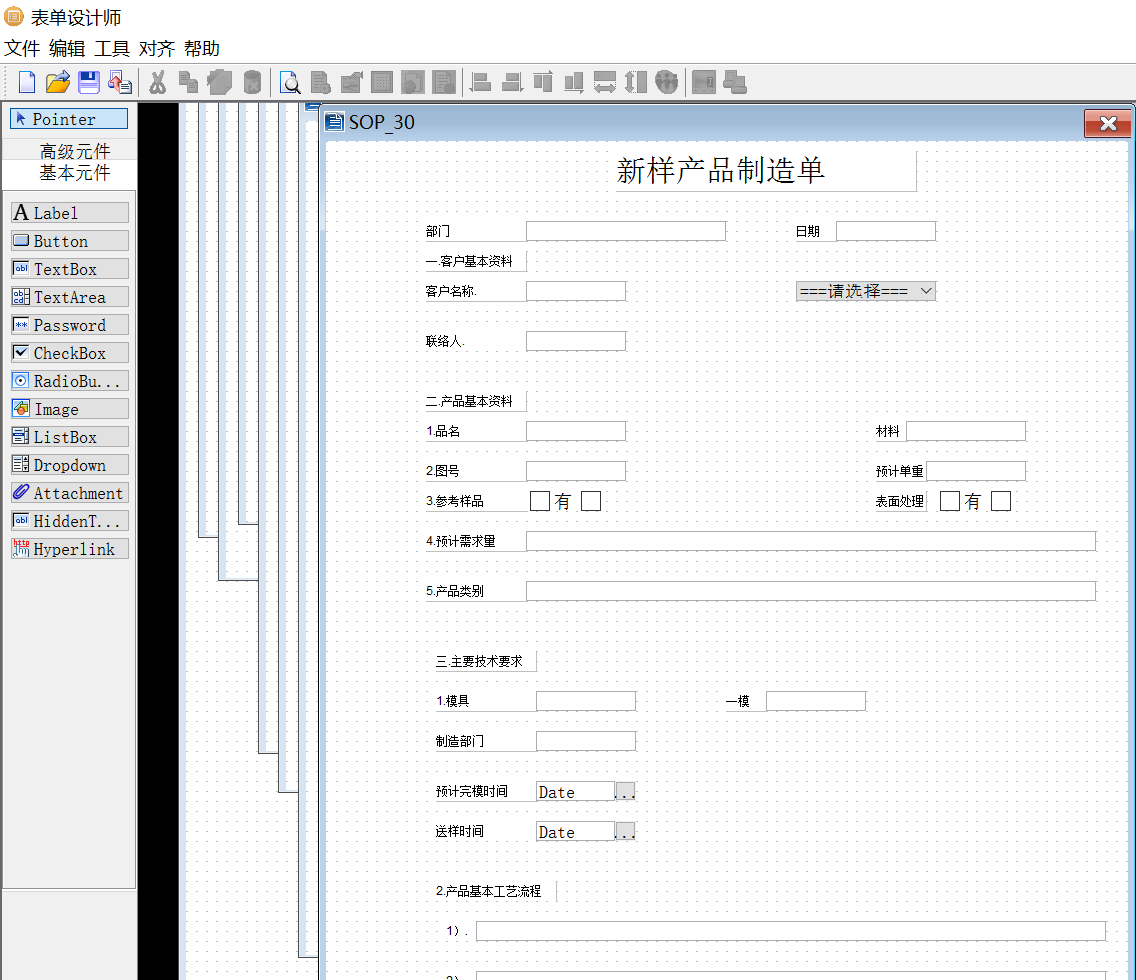 表单设计师
文件 编辑 工具 对齐 帮助
Pointer
高级元件
基本元件
A Label
Button
TextBox
TextArea
Password
CheckBox
RadioBu...
Image
ListBox
Dropdown
Attachment
HiddenT...
Hyperlink
SOP_30
新样产品制造单
部门 日期
一.客户基本资料
客户名称. ===请选择===
联络人.
二.产品基本资料
1.品名 材料
2.图号 预计单重
3.参考样品 有 表面处理 有
4.预计需求量
5.产品类别
三.主要技术要求
1.模具 一模
制造部门
预计完模时间 Date ...
送样时间 Date ...
2.产品基本工艺流程
1）.